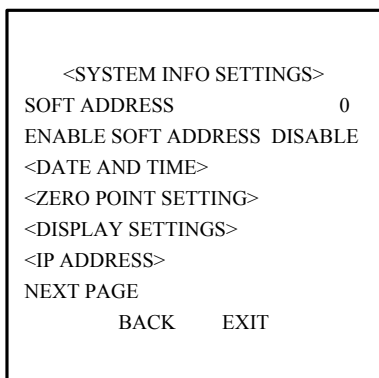 <SYSTEM INFO SETTINGS>
SOFT ADDRESS 0
ENABLE SOFT ADDRESS DISABLE
<DATE AND TIME>
<ZERO POINT SETTING>
<DISPLAY SETTINGS>
<IP ADDRESS>
NEXT PAGE
BACK EXIT